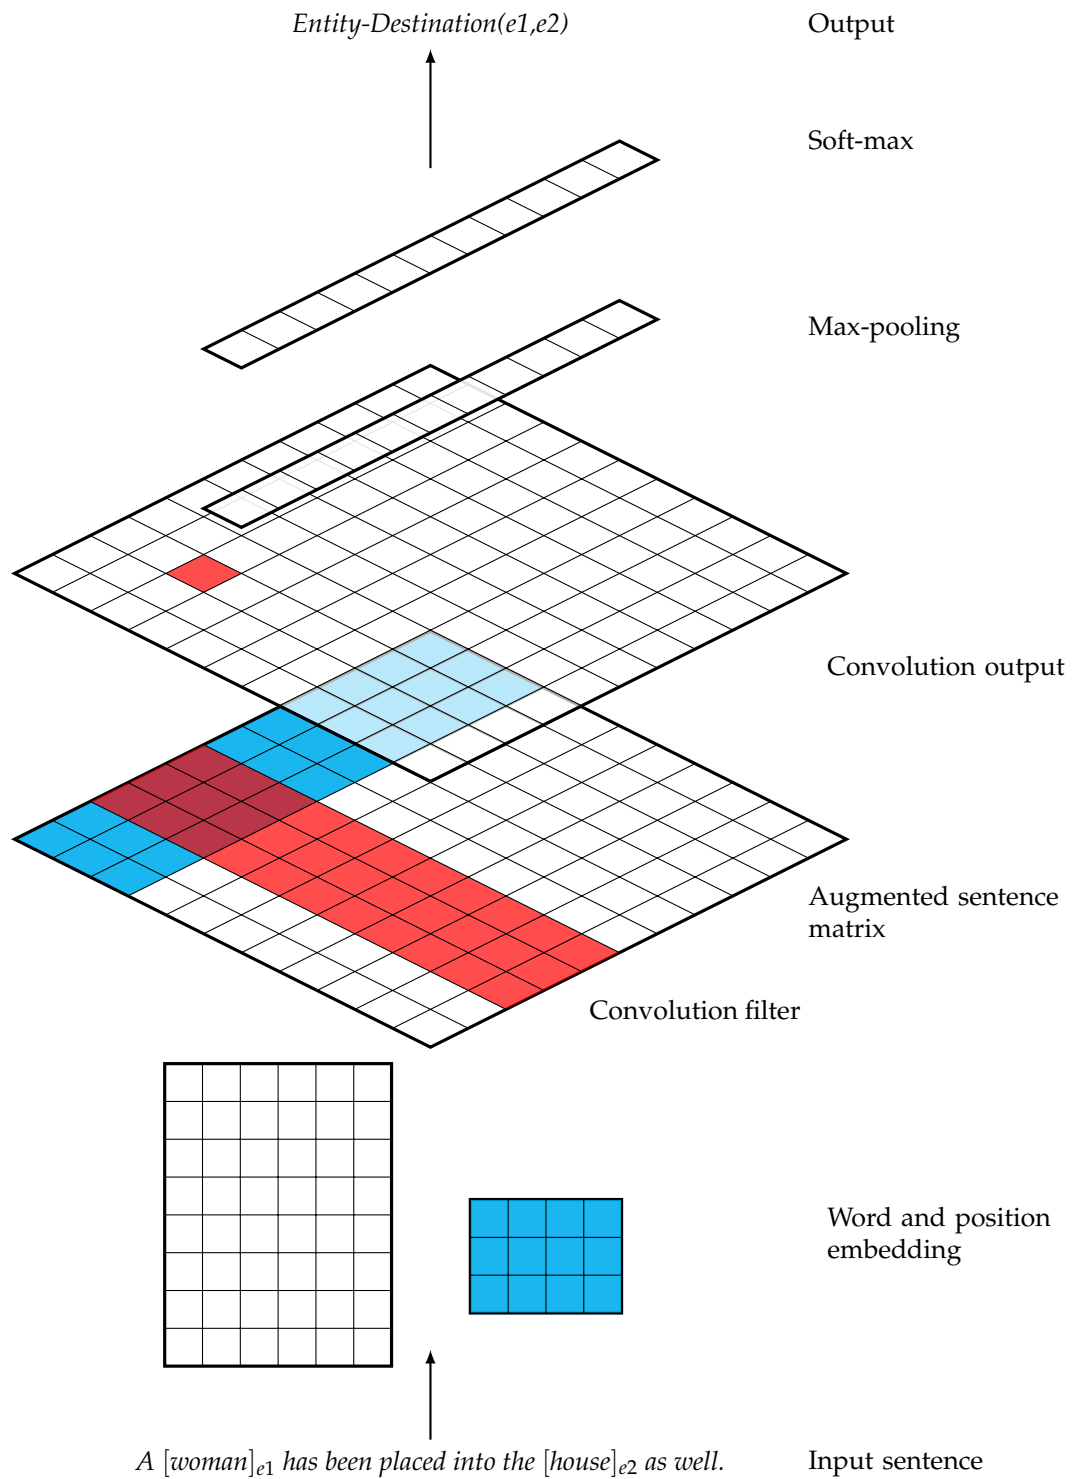 Entity-Destination(e1,e2)
Output
Soft-max
Max-pooling
Convolution output
Augmented sentence
matrix
Convolution filter
Word and position
embedding
A [woman]e1 has been placed into the [house]e2 as well.
Input sentence